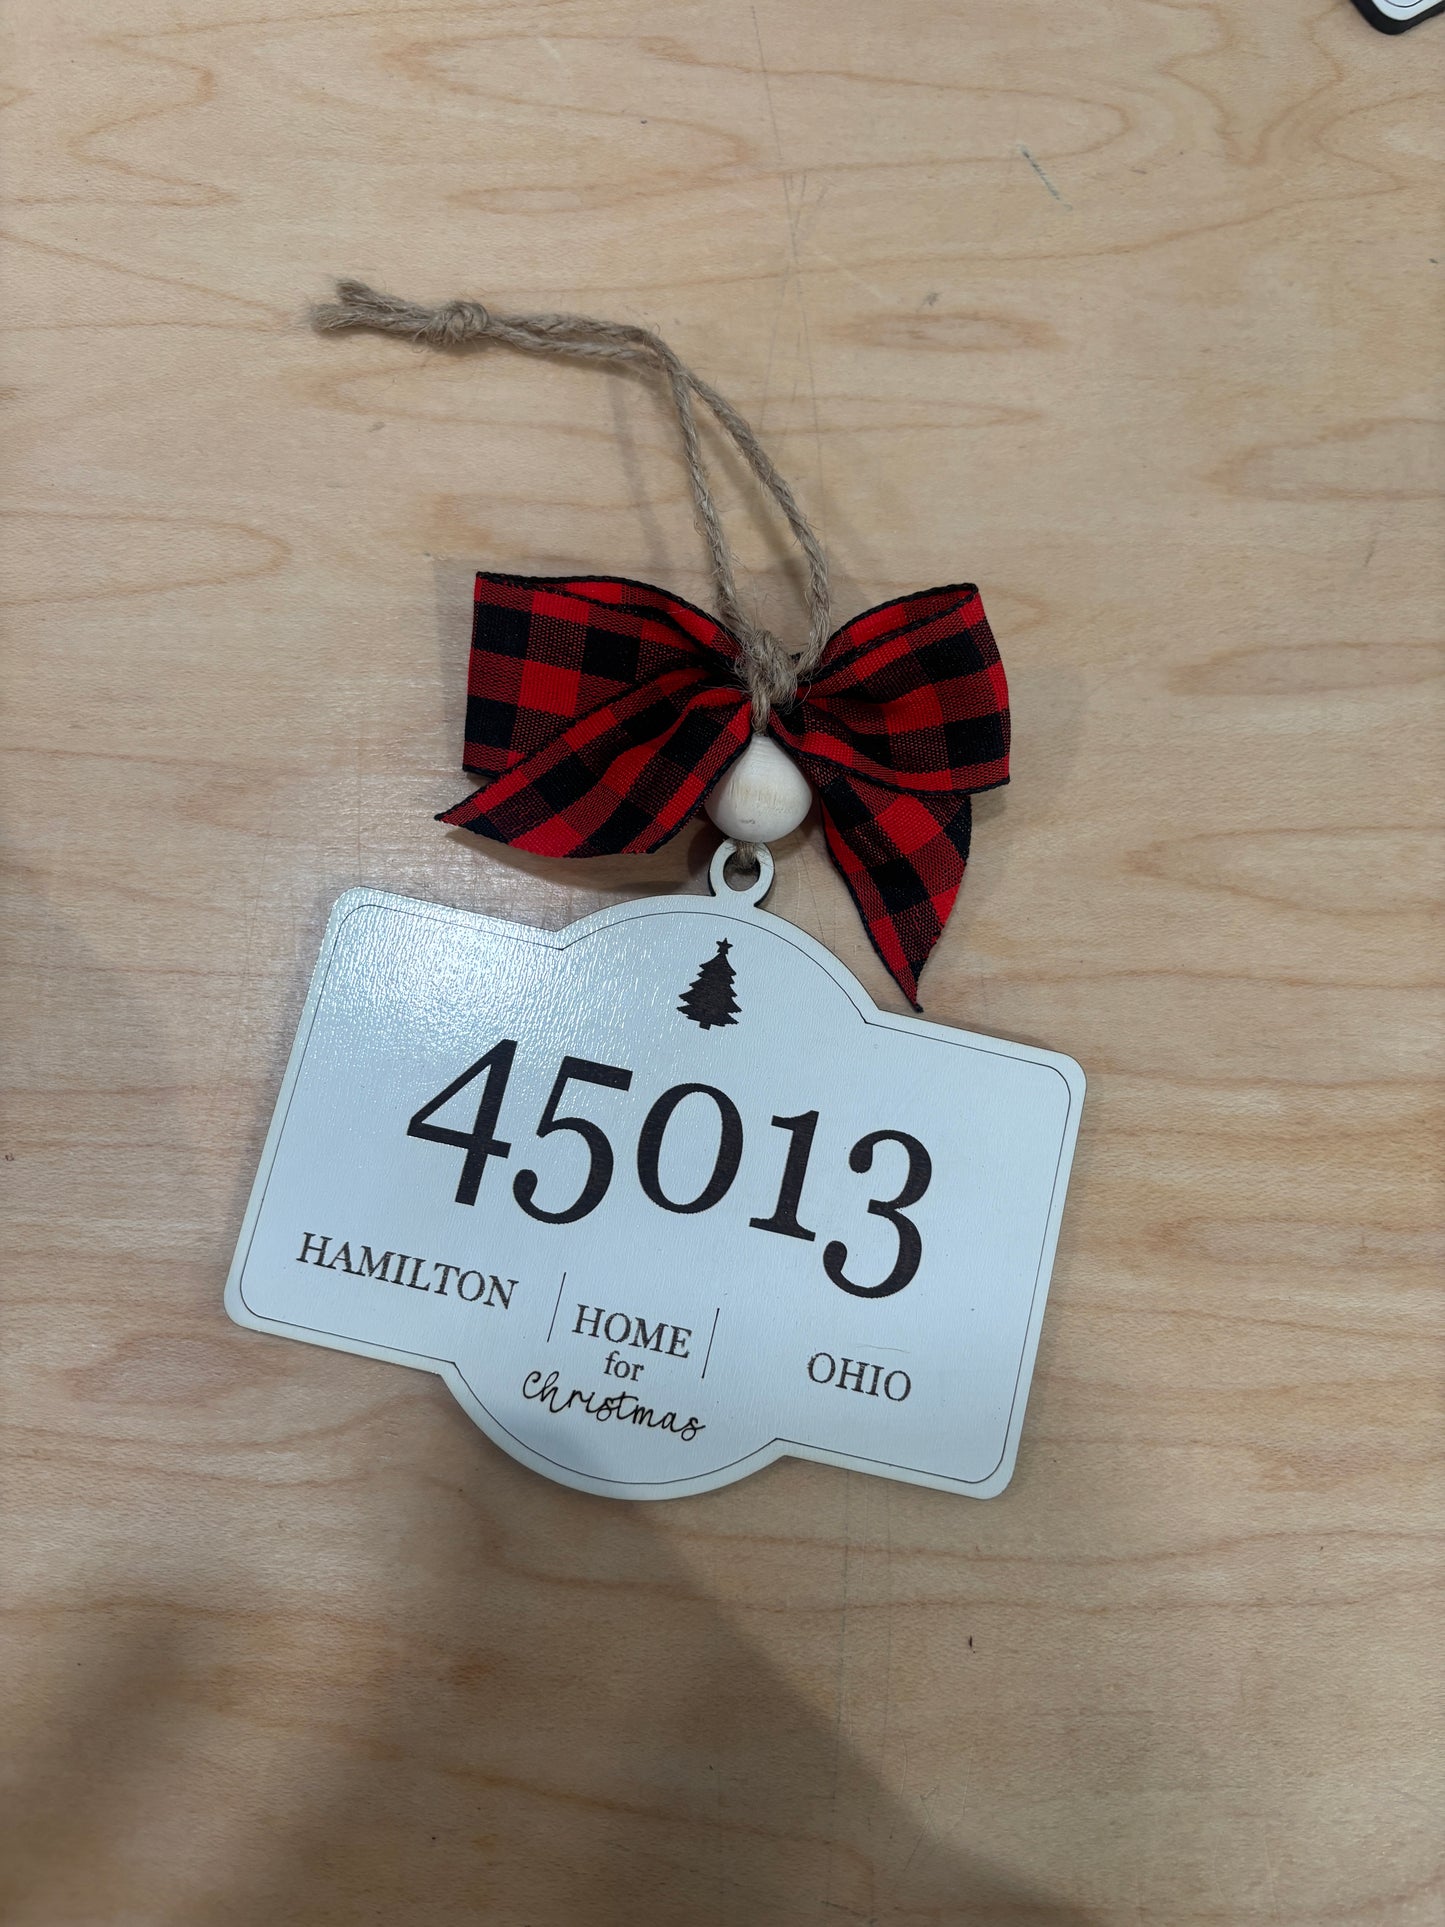 45013
HAMILTON
HOME
for
Christmas
OHIO